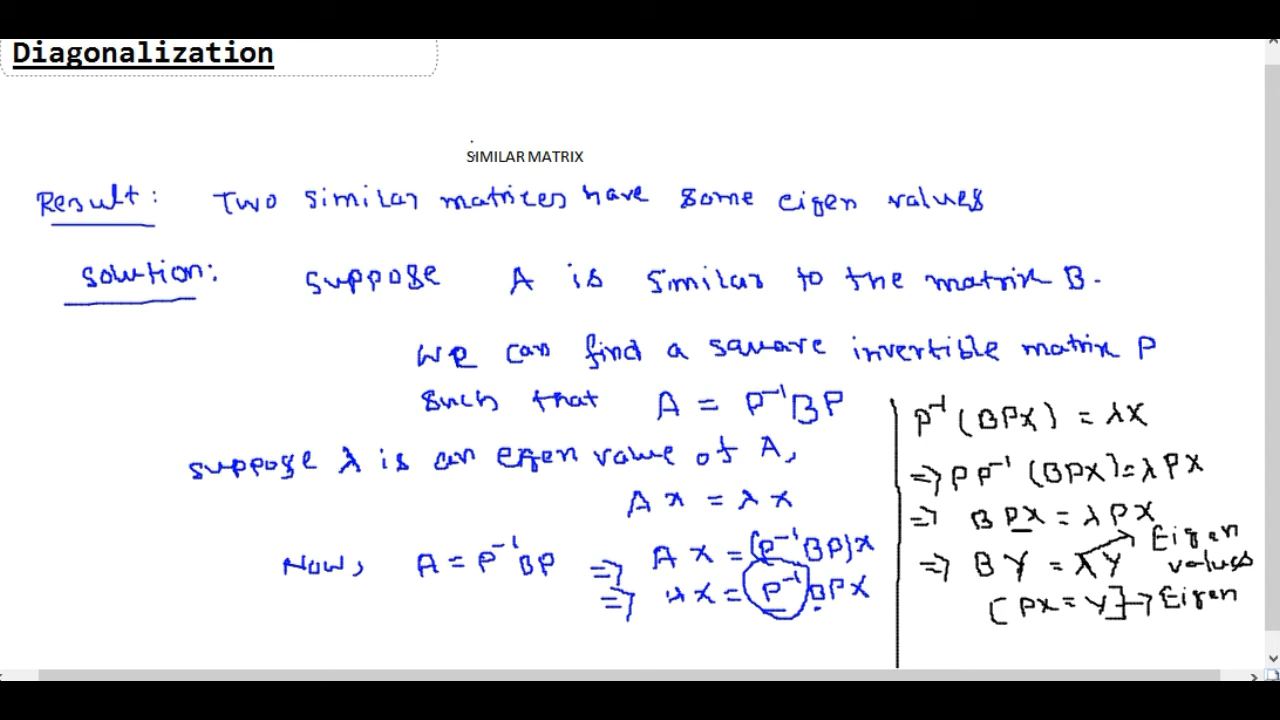 Diagonalization
SIMILAR MATRIX
Result: Two similar matrices have same eigen values
Solution: Suppose A is similar to the matrix B.
We can find a square invertible matrix P
such that A = P⁻¹BP
Suppose λ is an eigen value of A,
Ax = λx
Now, A = P⁻¹BP ⇒ Ax = (P⁻¹BP)x
⇒ λX = P⁻¹BPX
P⁻¹(BPX) = λX
⇒ PP⁻¹(BPX) = λPX
⇒ BPX = λPX
⇒ BY = λY → Eigen values
[PX = Y] → Eigen